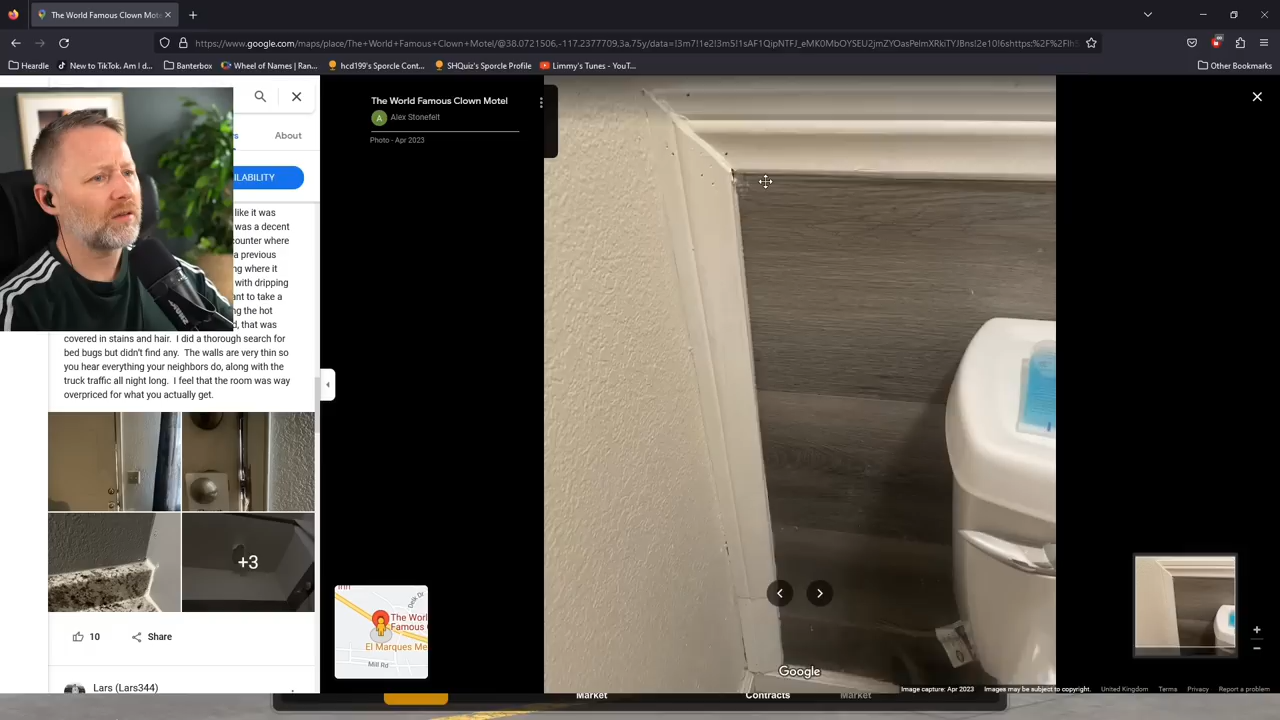 The World Famous Clown Mote
https://www.google.com/maps/place/The+World+Famous+Clown+Motel/@38.0721506,-117.2377709,3a,75y/data=
Heardle
New to TikTok. Am I d...
Banterbox
Wheel of Names | Ran...
hcd199's Sporcle Cont...
SHQuiz's Sporcle Profile
Limmy's Tunes - YouT...
Other Bookmarks
About
ILABILITY
like it was
was a decent
counter where
a previous
ng where it
with dripping
ant to take a
ng the hot
d, that was
covered in stains and hair. I did a thorough search for
bed bugs but didn't find any. The walls are very thin so
you hear everything your neighbors do, along with the
truck traffic all night long. I feel that the room was way
overpriced for what you actually get.
+3
10
Share
Lars (Lars344)
The World Famous Clown Motel
A
Alex Stonefelt
Photo - Apr 2023
Inn
The Worl
Famous C
El Marques Me
Mill Rd
Google
Image capture: Apr 2023
Images may be subject to copyright.
United Kingdom
Terms
Privacy
Report a problem
Market
Contracts
Market